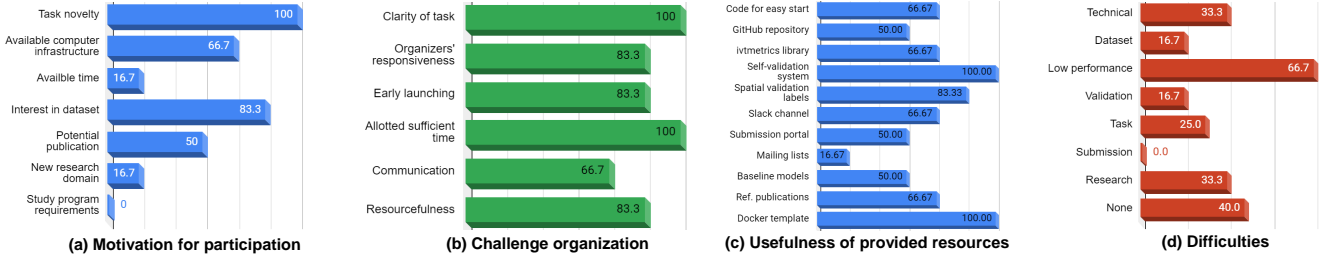 Task novelty
100
Available computer
infrastructure
66.7
Availble time
16.7
Interest in dataset
83.3
Potential
publication
50
New research
domain
16.7
Study program
requirements
0
(a) Motivation for participation
Clarity of task
100
Organizers'
responsiveness
83.3
Early launching
83.3
Allotted sufficient
time
100
Communication
66.7
Resourcefulness
83.3
(b) Challenge organization
Code for easy start
66.67
GitHub repository
50.00
ivtmetrics library
66.67
Self-validation
system
100.00
Spatial validation
labels
83.33
Slack channel
66.67
Submission portal
50.00
Mailing lists
16.67
Baseline models
50.00
Ref. publications
66.67
Docker template
100.00
(c) Usefulness of provided resources
Technical
33.3
Dataset
16.7
Low performance
66.7
Validation
16.7
Task
25.0
Submission
0.0
Research
33.3
None
40.0
(d) Difficulties